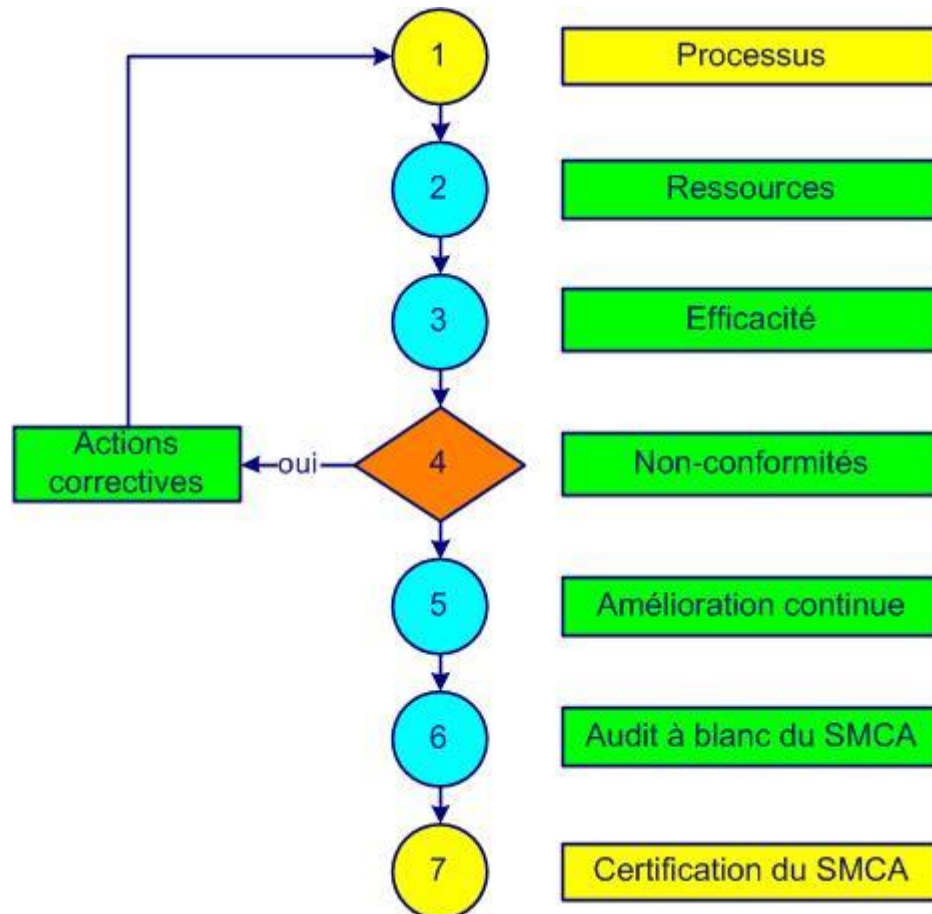 1
Processus
2
Ressources
3
Efficacité
Actions
correctives
oui
4
Non-conformités
5
Amélioration continue
6
Audit à blanc du SMCA
7
Certification du SMCA